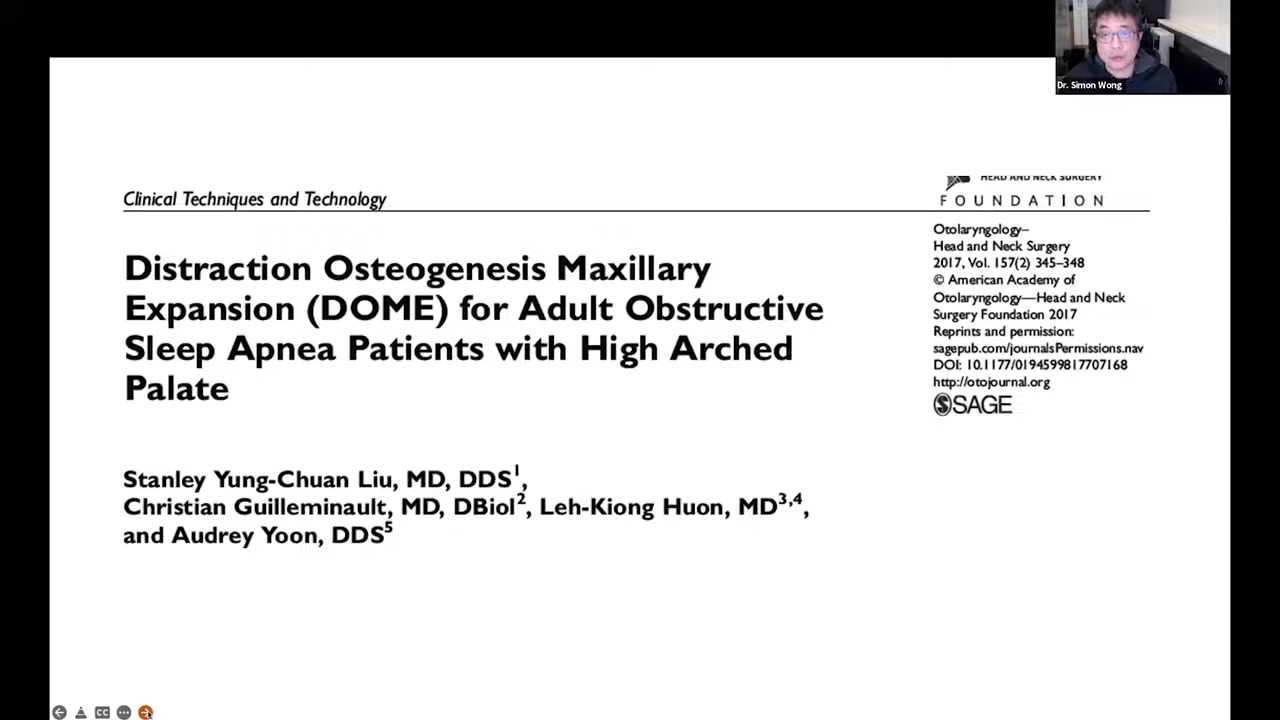 Dr. Simon Wong
Clinical Techniques and Technology
HEAD AND NECK SURGERY
FOUNDATION
Distraction Osteogenesis Maxillary
Expansion (DOME) for Adult Obstructive
Sleep Apnea Patients with High Arched
Palate
Otolaryngology–
Head and Neck Surgery
2017, Vol. 157(2) 345–348
© American Academy of
Otolaryngology—Head and Neck
Surgery Foundation 2017
Reprints and permission:
sagepub.com/journalsPermissions.nav
DOI: 10.1177/0194599817707168
http://otojournal.org
SAGE
Stanley Yung-Chuan Liu, MD, DDS1,
Christian Guilleminault, MD, DBiol2, Leh-Kiong Huon, MD3,4,
and Audrey Yoon, DDS5
CC